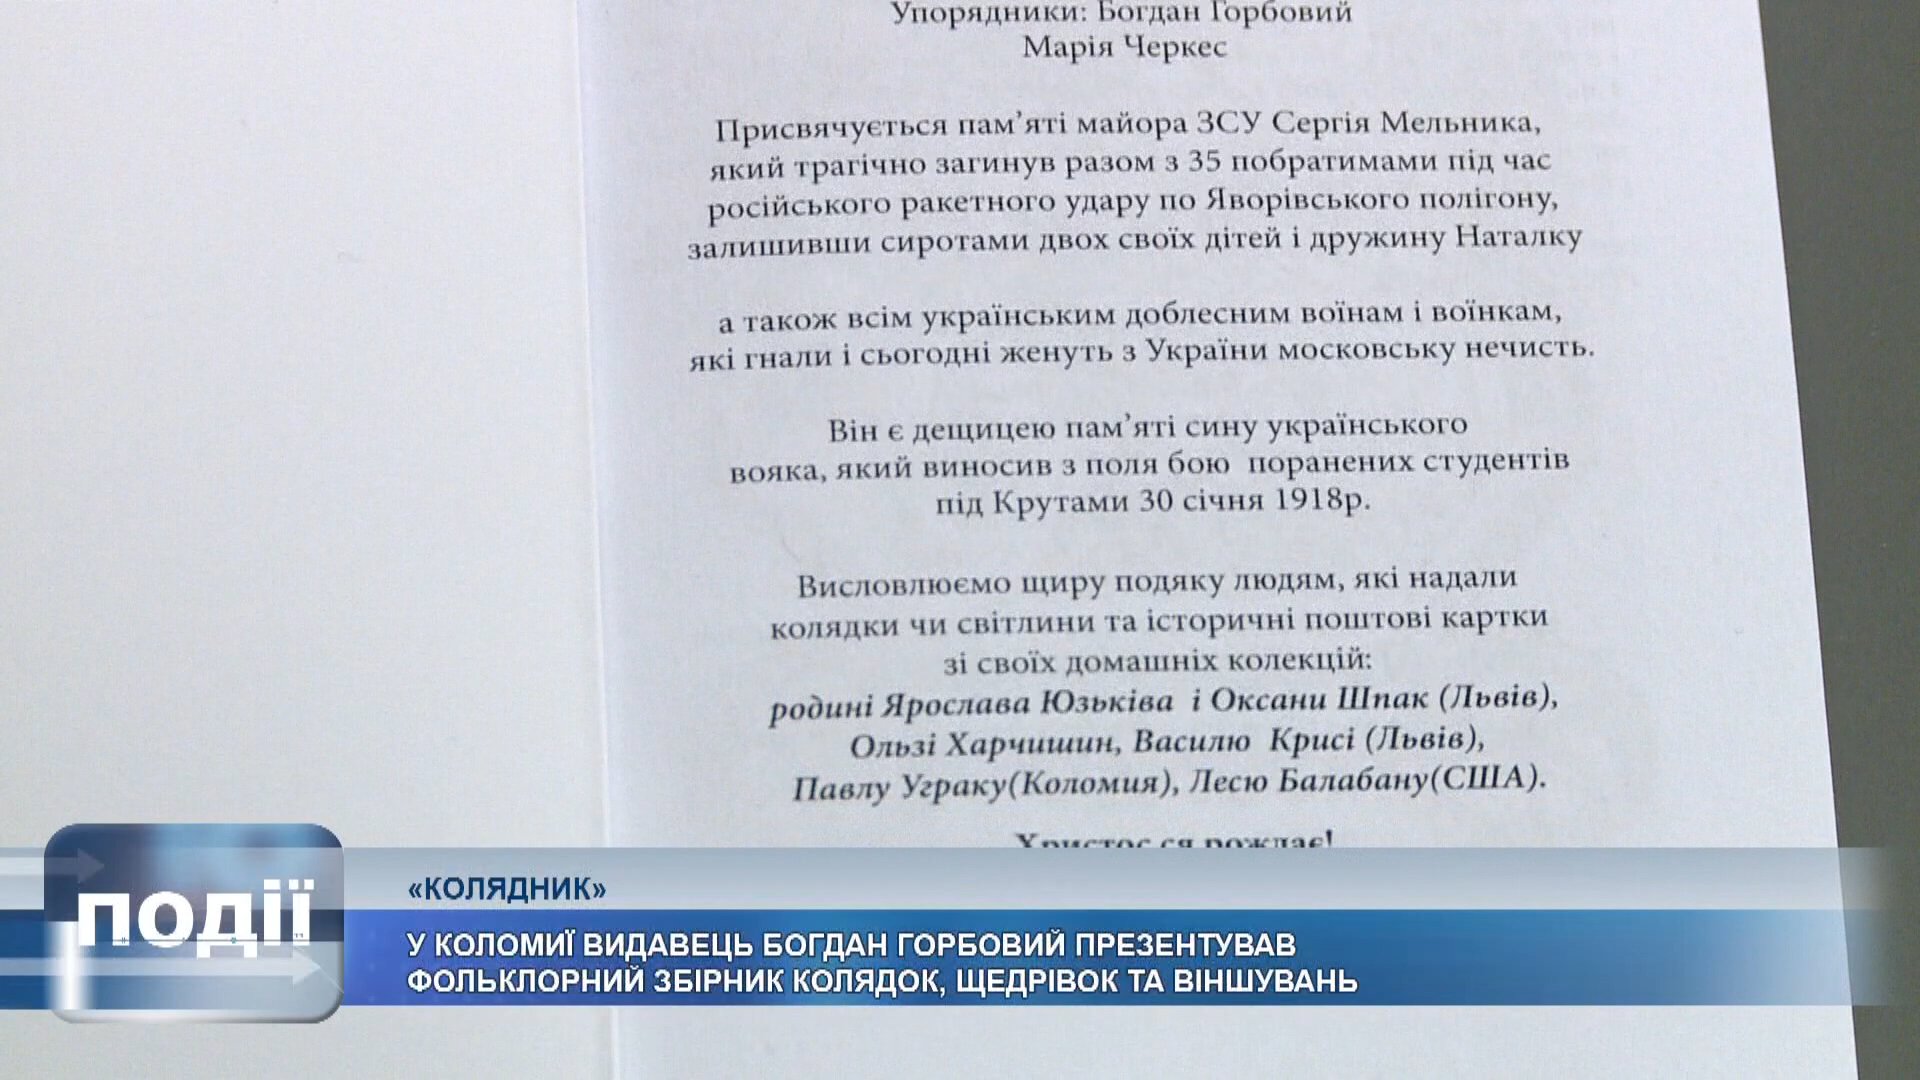 Упорядники: Богдан Горбовий
Марія Черкес
Присвячується пам’яті майора ЗСУ Сергія Мельника,
який трагічно загинув разом з 35 побратимами під час
російського ракетного удару по Яворівського полігону,
залишивши сиротами двох своїх дітей і дружину Наталку
а також всім українським доблесним воїнам і воїнкам,
які гнали і сьогодні женуть з України московську нечисть.
Він є дещицею пам’яті сину українського
вояка, який виносив з поля бою поранених студентів
під Крутами 30 січня 1918р.
Висловлюємо щиру подяку людям, які надали
колядки чи світлини та історичні поштові картки
зі своїх домашніх колекцій:
родині Ярослава Юзьківа і Оксани Шпак (Львів),
Ользі Харчишин, Василю Крисі (Львів),
Павлу Уграку(Коломия), Лесю Балабану(США).
Христос ся рождає!
події
«КОЛЯДНИК»
У КОЛОМИЇ ВИДАВЕЦЬ БОГДАН ГОРБОВИЙ ПРЕЗЕНТУВАВ
ФОЛЬКЛОРНИЙ ЗБІРНИК КОЛЯДОК, ЩЕДРІВОК ТА ВІНШУВАНЬ